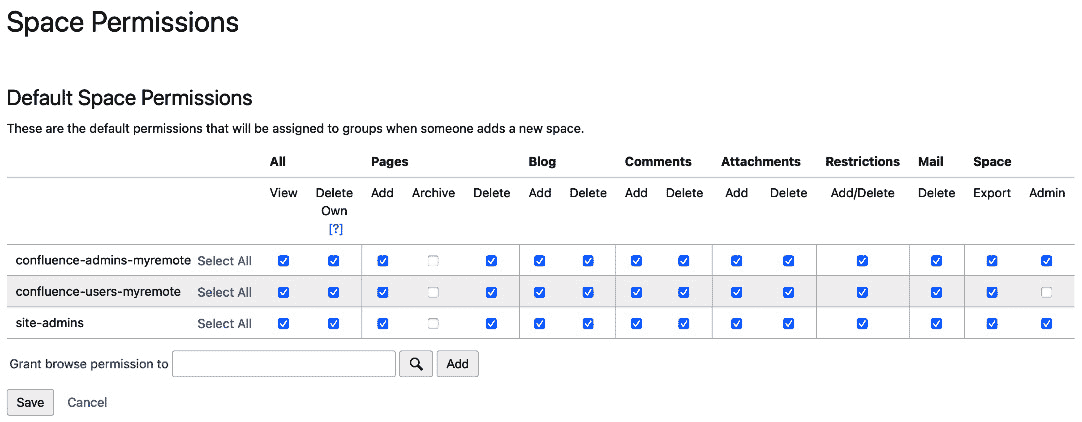 Space Permissions
Default Space Permissions
These are the default permissions that will be assigned to groups when someone adds a new space.
All Pages Blog Comments Attachments Restrictions Mail Space
View Delete Own [?] Add Archive Delete Add Delete Add Delete Add Delete Add/Delete Delete Export Admin
confluence-admins-myremote Select All
confluence-users-myremote Select All
site-admins Select All
Grant browse permission to Add
Save Cancel